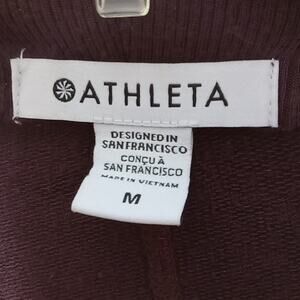 ATHLETA
DESIGNED IN
SAN FRANCISCO
CONÇU À
SAN FRANCISCO
MADE IN VIETNAM
M